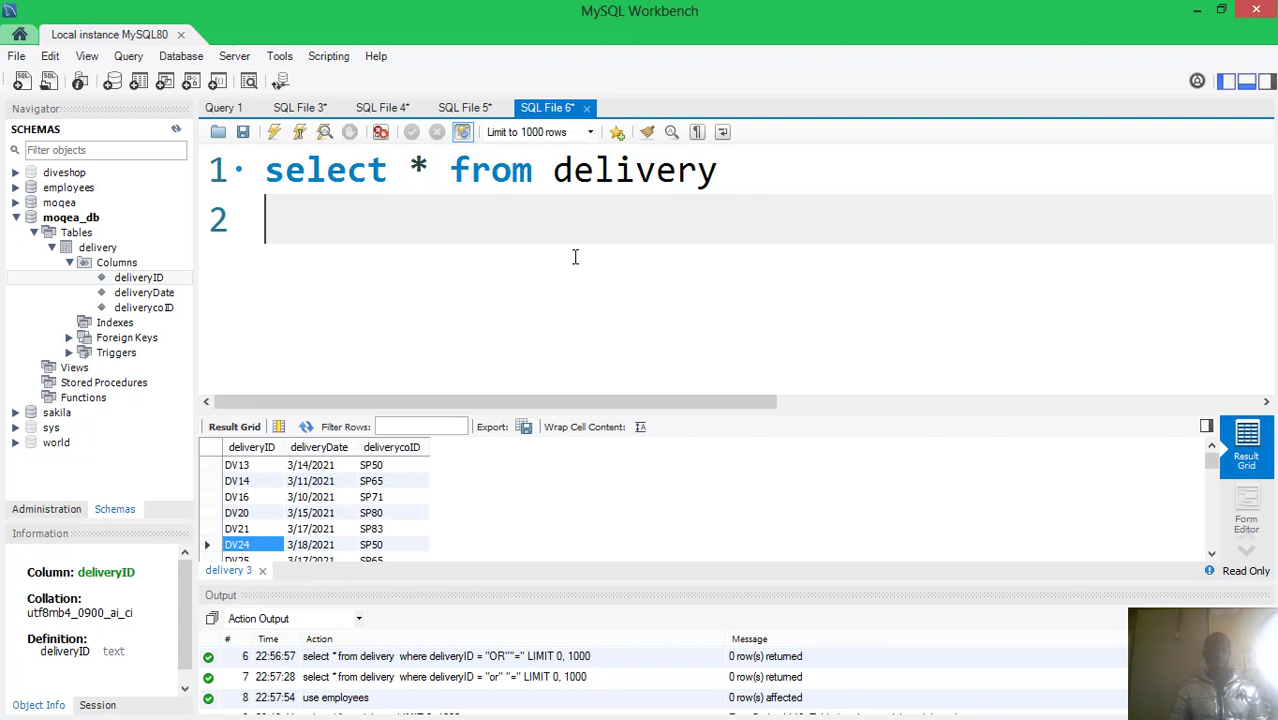 MySQL Workbench
Local instance MySQL80
File Edit View Query Database Server Tools Scripting Help
Navigator
Query 1 SQL File 3* SQL File 4* SQL File 5* SQL File 6*
SCHEMAS
Limit to 1000 rows
Filter objects
diveshop
employees
moqea
moqea_db
Tables
delivery
Columns
deliveryID
deliveryDate
deliverycoID
Indexes
Foreign Keys
Triggers
Views
Stored Procedures
Functions
sakila
sys
world
1 select * from delivery
2
Result Grid Filter Rows: Export: Wrap Cell Content:
deliveryID deliveryDate deliverycoID
DV13 3/14/2021 SP50
DV14 3/11/2021 SP65
DV16 3/10/2021 SP71
DV20 3/15/2021 SP80
DV21 3/17/2021 SP83
DV24 3/18/2021 SP50
DV25 3/17/2021 SP65
Result
Grid
Form
Editor
delivery 3
Read Only
Administration Schemas
Information
Column: deliveryID
Collation:
utf8mb4_0900_ai_ci
Definition:
deliveryID text
Object Info Session
Output
Action Output
# Time Action Message
6 22:56:57 select * from delivery where deliveryID = "OR""=" LIMIT 0, 1000 0 row(s) returned
7 22:57:28 select * from delivery where deliveryID = "or" "=" LIMIT 0, 1000 0 row(s) returned
8 22:57:54 use employees 0 row(s) affected